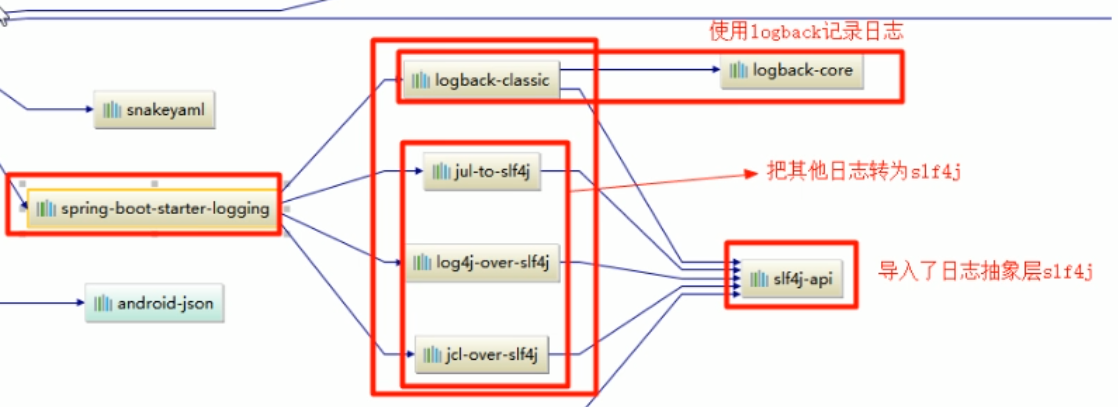 使用logback记录日志
logback-classic
logback-core
snakeyaml
jul-to-slf4j
把其他日志转为slf4j
spring-boot-starter-logging
log4j-over-slf4j
slf4j-api
导入了日志抽象层slf4j
android-json
jcl-over-slf4j